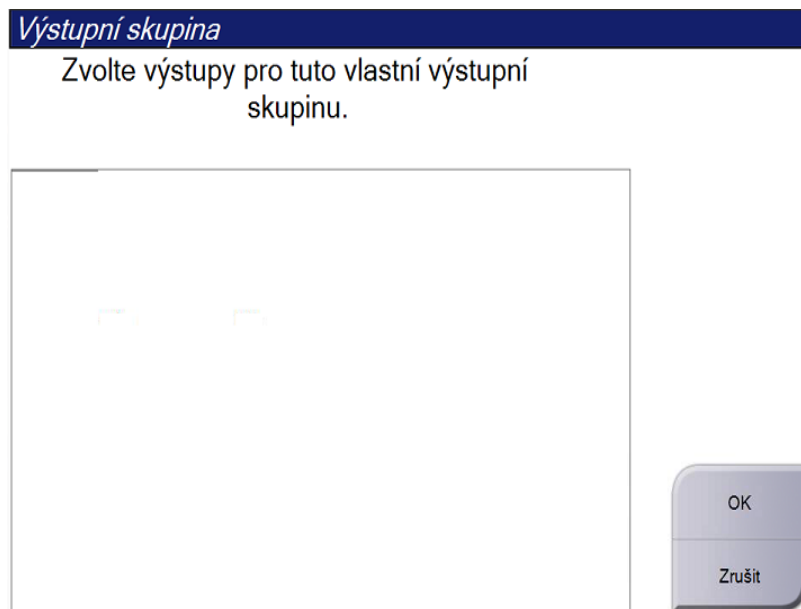 Výstupní skupina
Zvolte výstupy pro tuto vlastní výstupní
skupinu.
OK
Zrušit